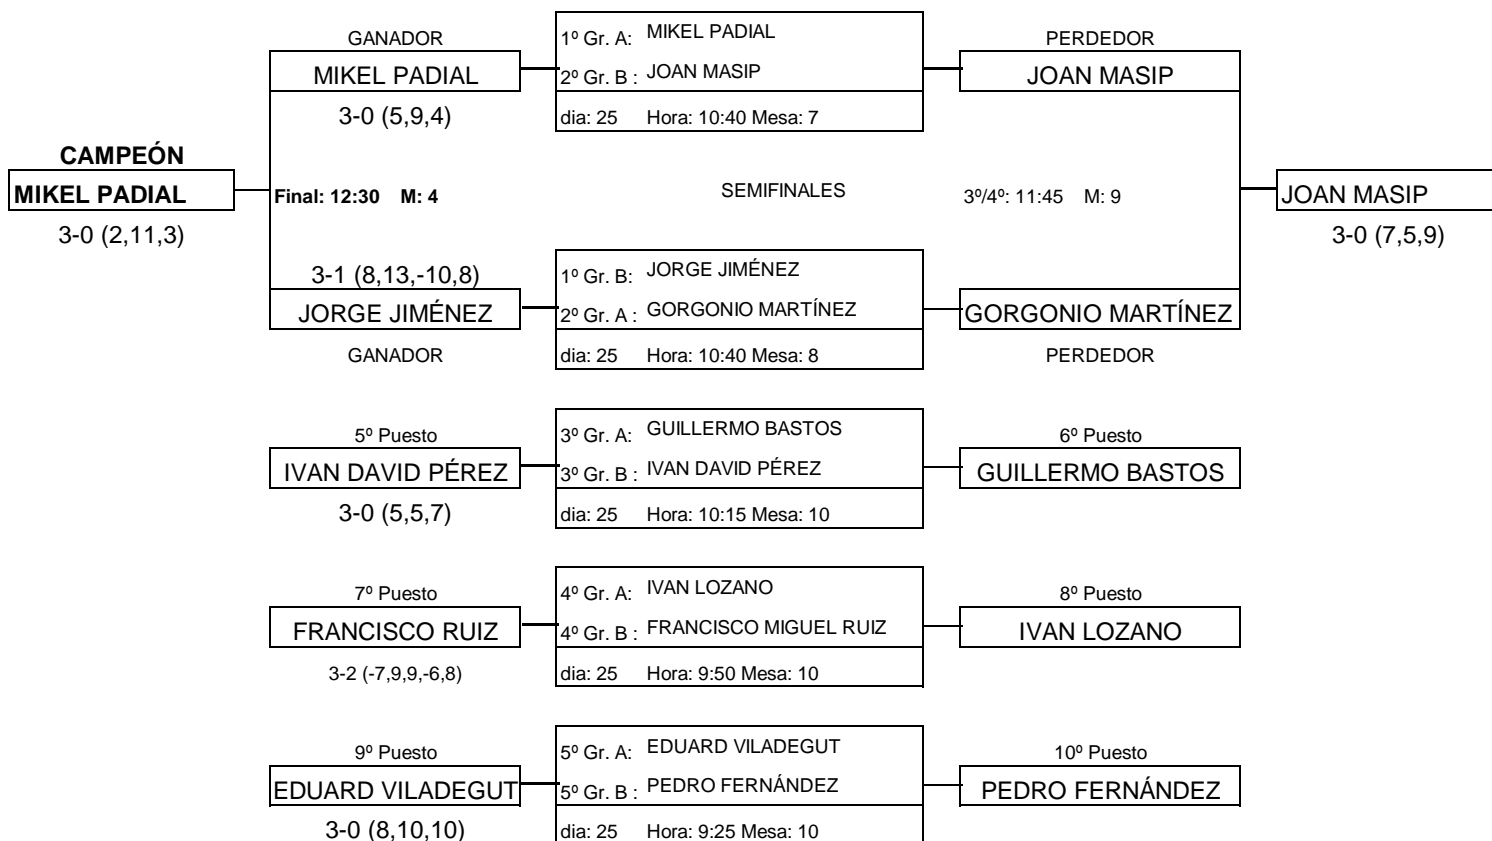 GANADOR 1º Gr. A: MIKEL PADIAL PERDEDOR
MIKEL PADIAL 2º Gr. B : JOAN MASIP JOAN MASIP
3-0 (5,9,4) dia: 25 Hora: 10:40 Mesa: 7
CAMPEÓN
MIKEL PADIAL Final: 12:30 M: 4 SEMIFINALES 3º/4º: 11:45 M: 9 JOAN MASIP
3-0 (2,11,3) 3-0 (7,5,9)
3-1 (8,13,-10,8) 1º Gr. B: JORGE JIMÉNEZ
JORGE JIMÉNEZ 2º Gr. A : GORGONIO MARTÍNEZ GORGONIO MARTÍNEZ
GANADOR dia: 25 Hora: 10:40 Mesa: 8 PERDEDOR
5º Puesto 3º Gr. A: GUILLERMO BASTOS 6º Puesto
IVAN DAVID PÉREZ 3º Gr. B : IVAN DAVID PÉREZ GUILLERMO BASTOS
3-0 (5,5,7) dia: 25 Hora: 10:15 Mesa: 10
7º Puesto 4º Gr. A: IVAN LOZANO 8º Puesto
FRANCISCO RUIZ 4º Gr. B : FRANCISCO MIGUEL RUIZ IVAN LOZANO
3-2 (-7,9,9,-6,8) dia: 25 Hora: 9:50 Mesa: 10
9º Puesto 5º Gr. A: EDUARD VILADEGUT 10º Puesto
EDUARD VILADEGUT 5º Gr. B : PEDRO FERNÁNDEZ PEDRO FERNÁNDEZ
3-0 (8,10,10) dia: 25 Hora: 9:25 Mesa: 10